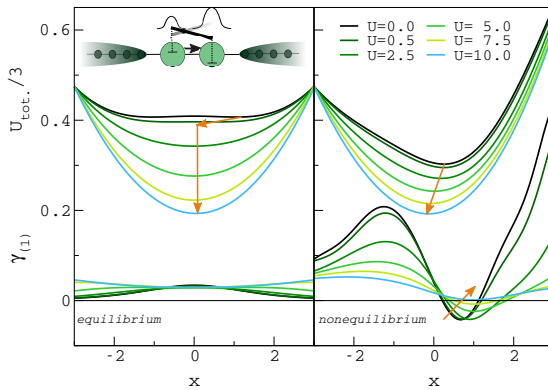 0.6
0.4
0.2
0
U_tot./3
γ_(1)
U=0.0
U=0.5
U=2.5
U= 5.0
U= 7.5
U=10.0
equilibrium
nonequilibrium
-2 0 2 -2 0 2
x x